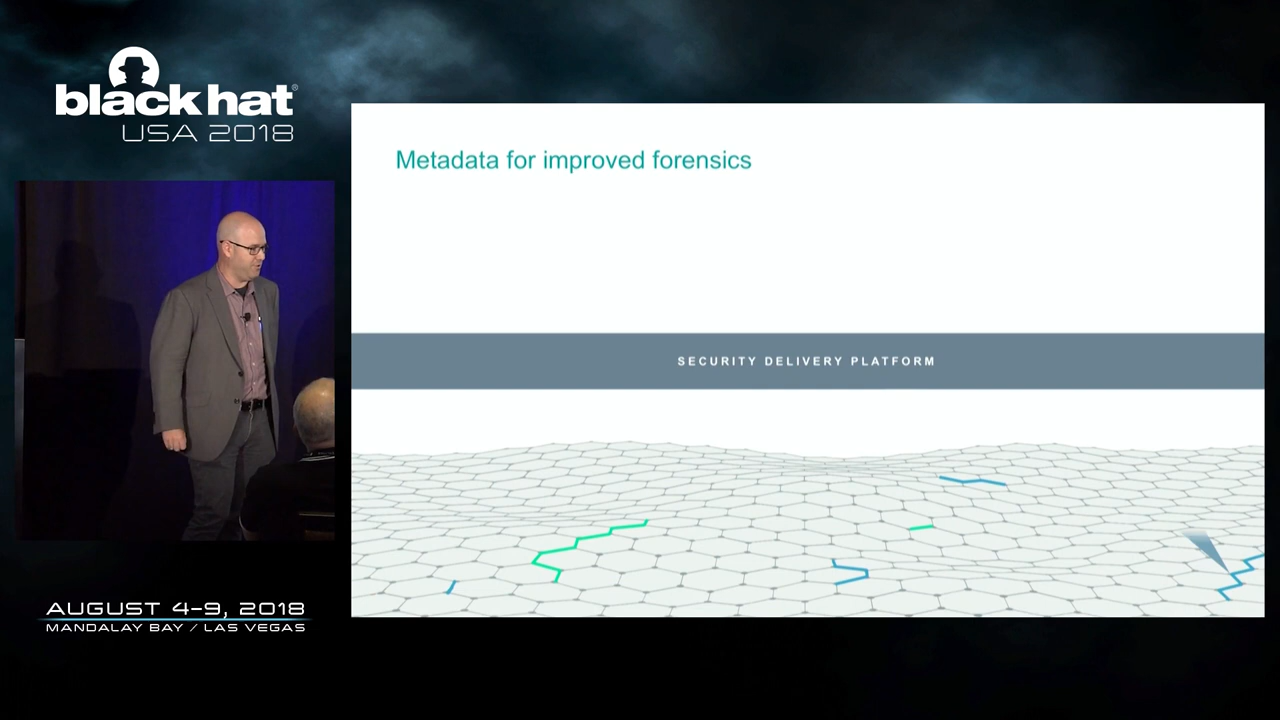 black hat®
USA 2018
Metadata for improved forensics
SECURITY DELIVERY PLATFORM
AUGUST 4-9, 2018
MANDALAY BAY / LAS VEGAS